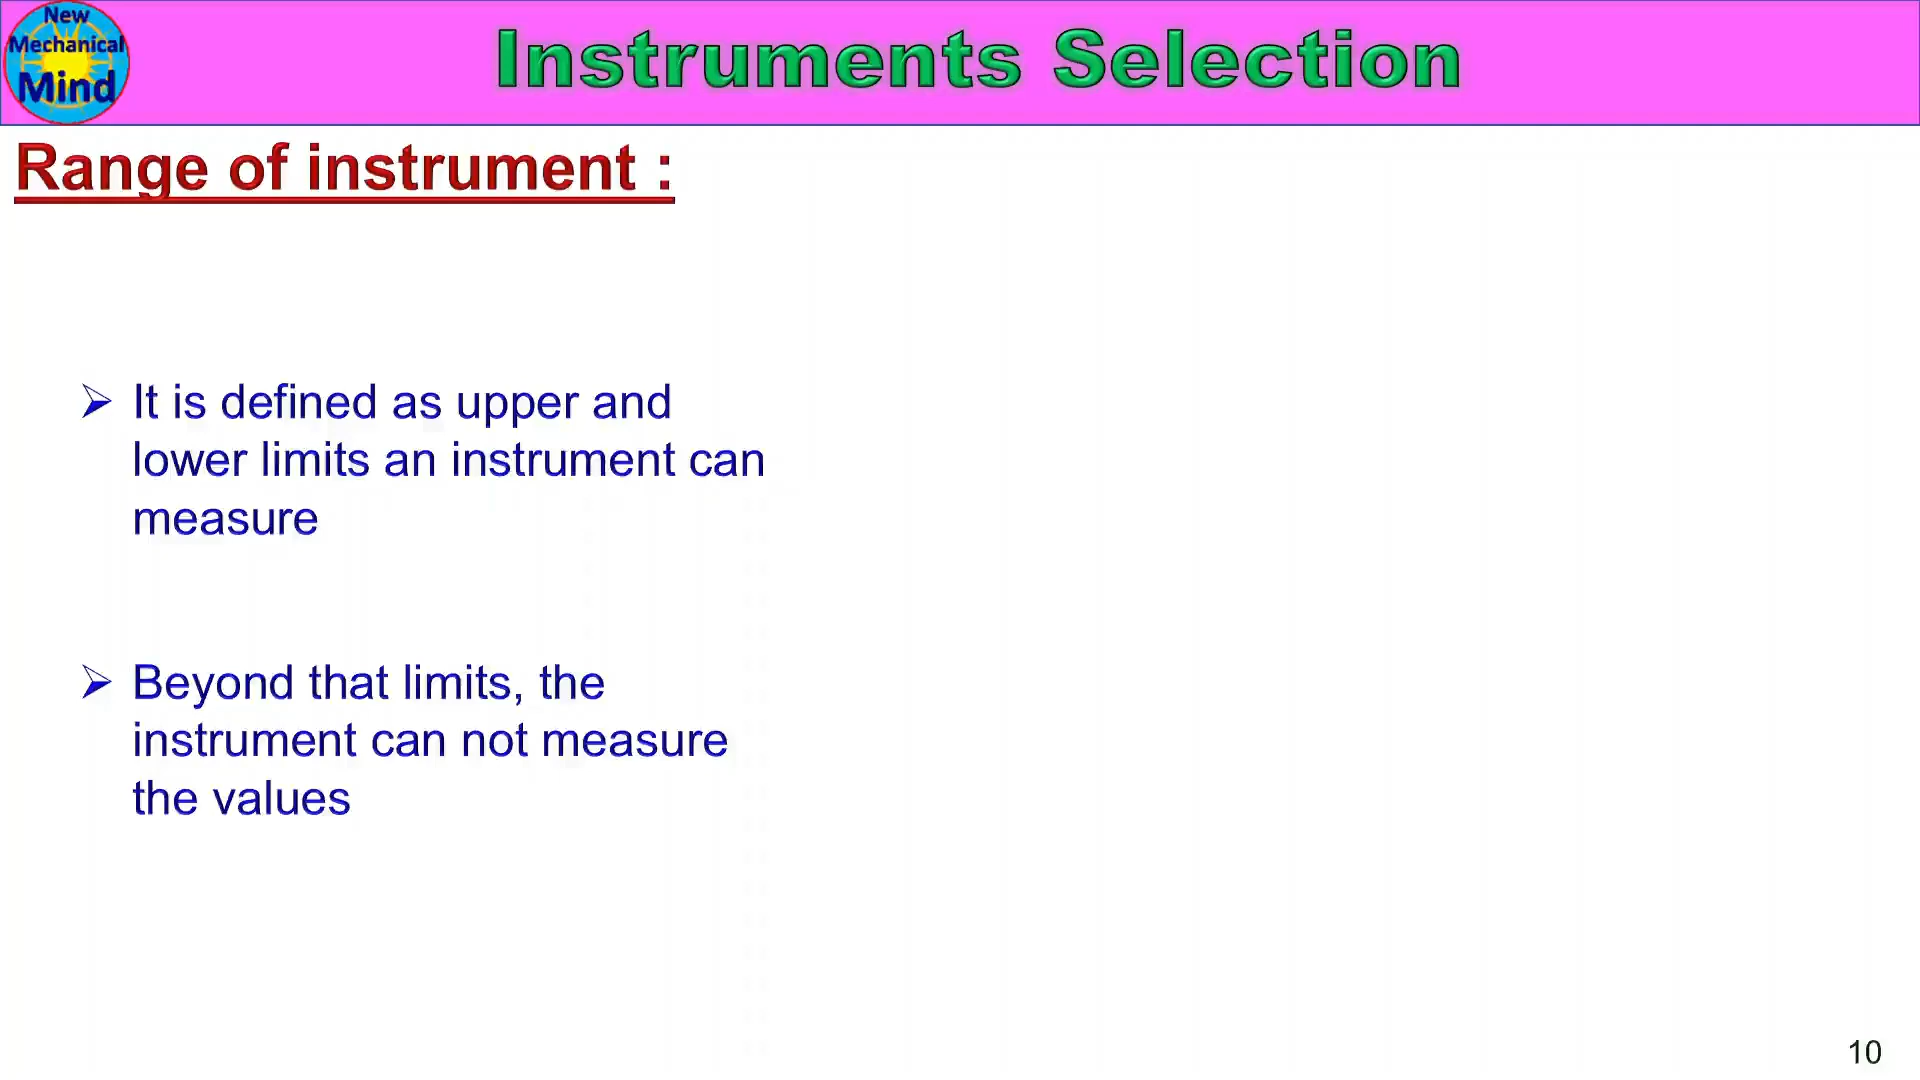 New
Mechanical
Mind
Instruments Selection
Range of instrument :
➢ It is defined as upper and
lower limits an instrument can
measure
➢ Beyond that limits, the
instrument can not measure
the values
10